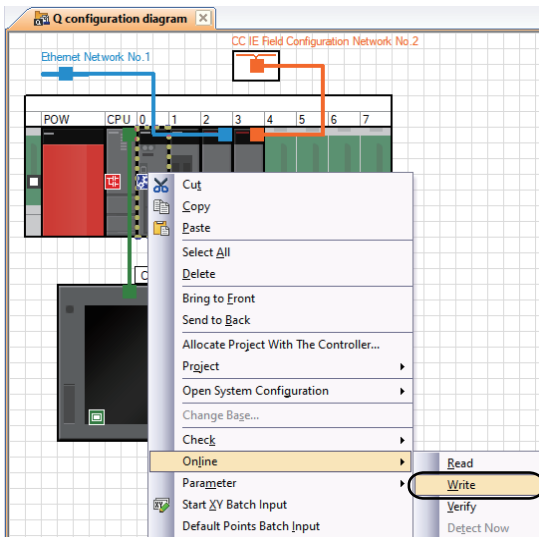 Q configuration diagram
CC IE Field Configuration Network No.2
Ethernet Network No.1
POW CPU 0 1 2 3 4 5 6 7
Cut
Copy
Paste
Select All
Delete
Bring to Front
Send to Back
Allocate Project With The Controller...
Project
Open System Configuration
Change Base...
Check
Online
Read
Parameter
Write
Start XY Batch Input
Verify
Default Points Batch Input
Detect Now